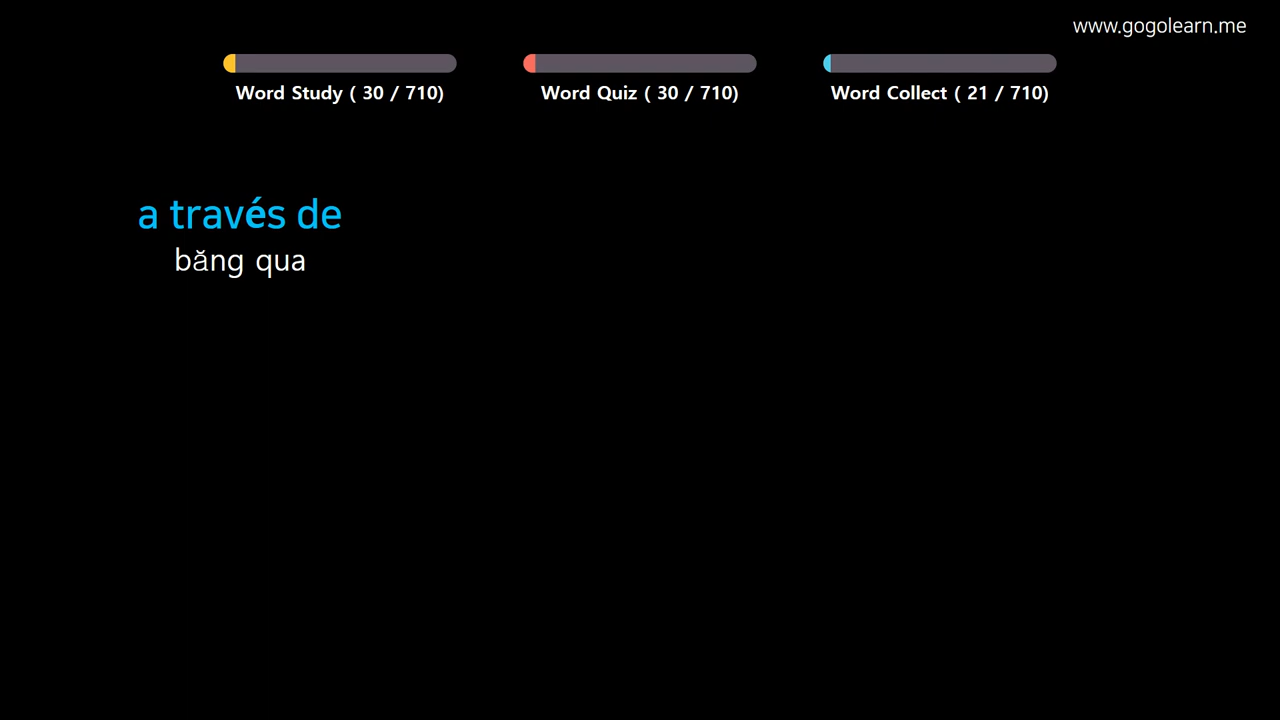 www.gogolearn.me
Word Study ( 30 / 710)
Word Quiz ( 30 / 710)
Word Collect ( 21 / 710)
a través de
băng qua